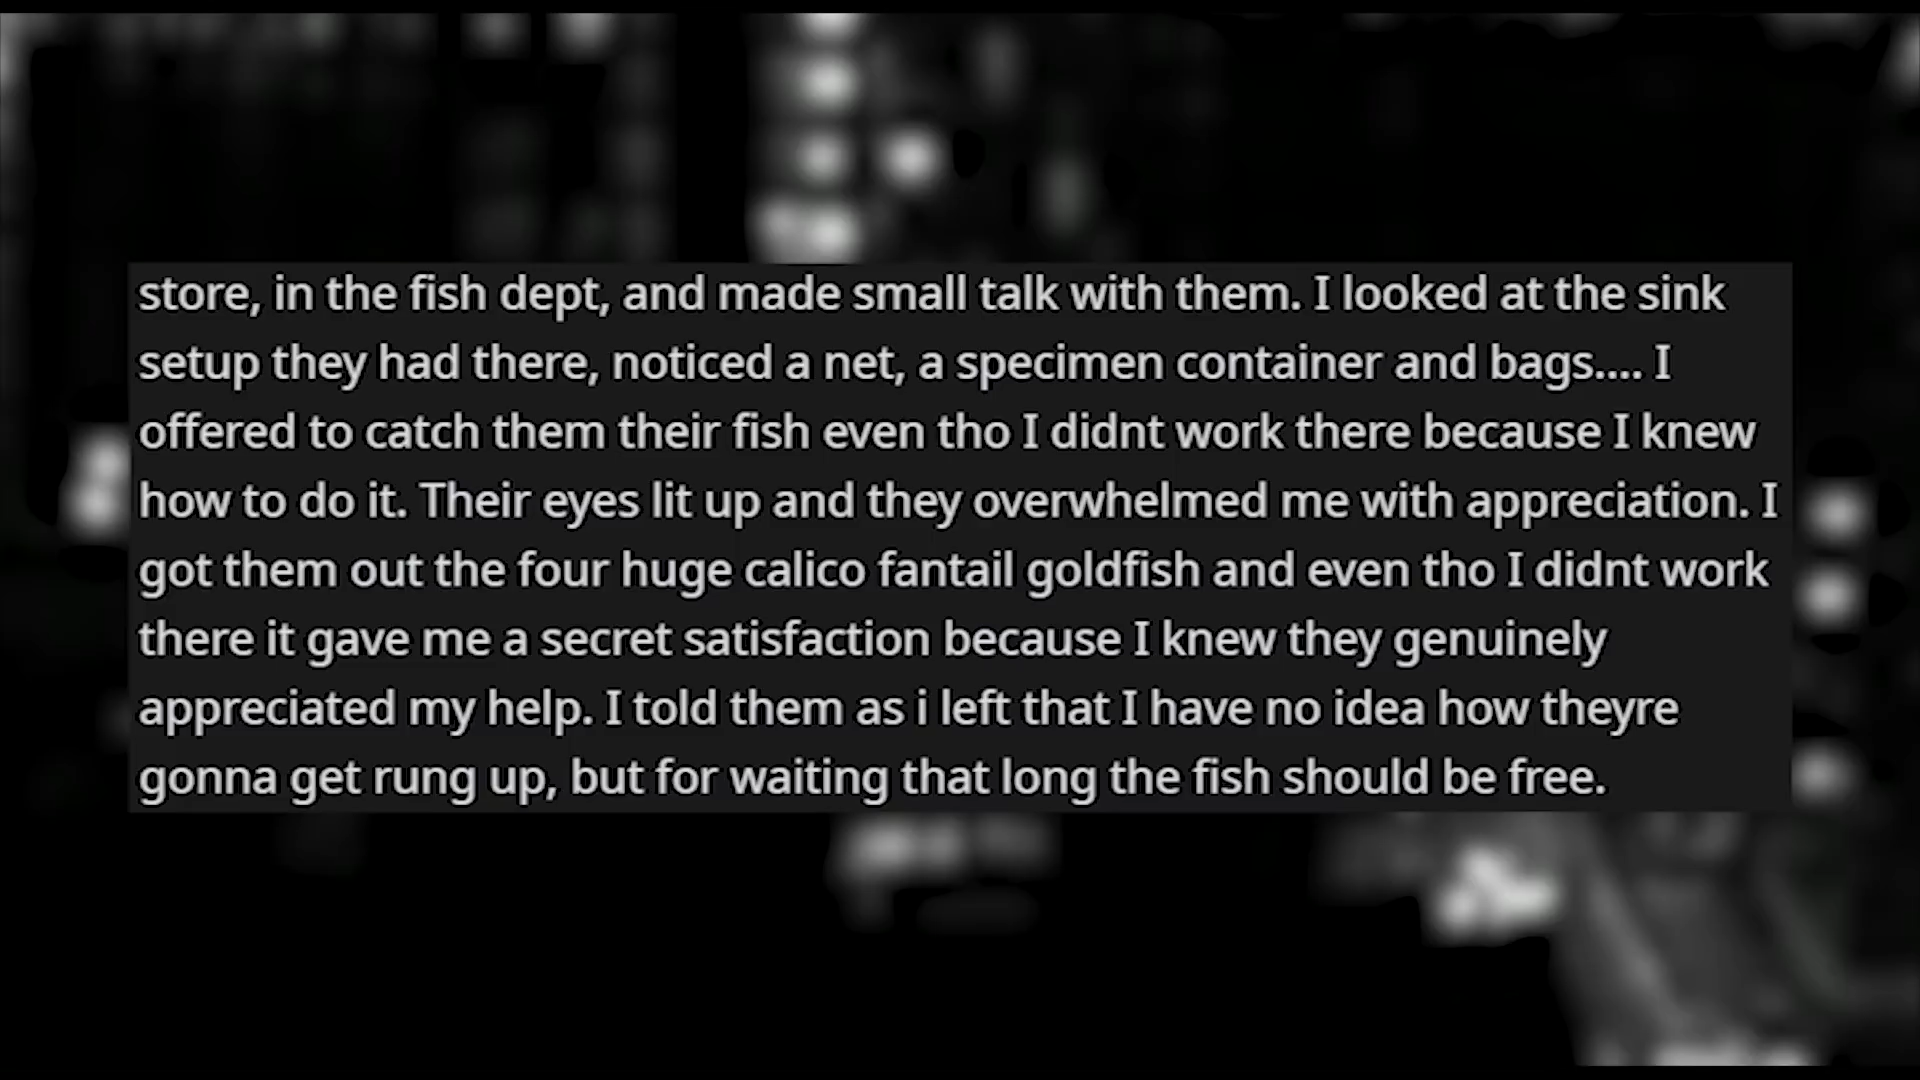 store, in the fish dept, and made small talk with them. I looked at the sink
setup they had there, noticed a net, a specimen container and bags.... I
offered to catch them their fish even tho I didnt work there because I knew
how to do it. Their eyes lit up and they overwhelmed me with appreciation. I
got them out the four huge calico fantail goldfish and even tho I didnt work
there it gave me a secret satisfaction because I knew they genuinely
appreciated my help. I told them as i left that I have no idea how theyre
gonna get rung up, but for waiting that long the fish should be free.